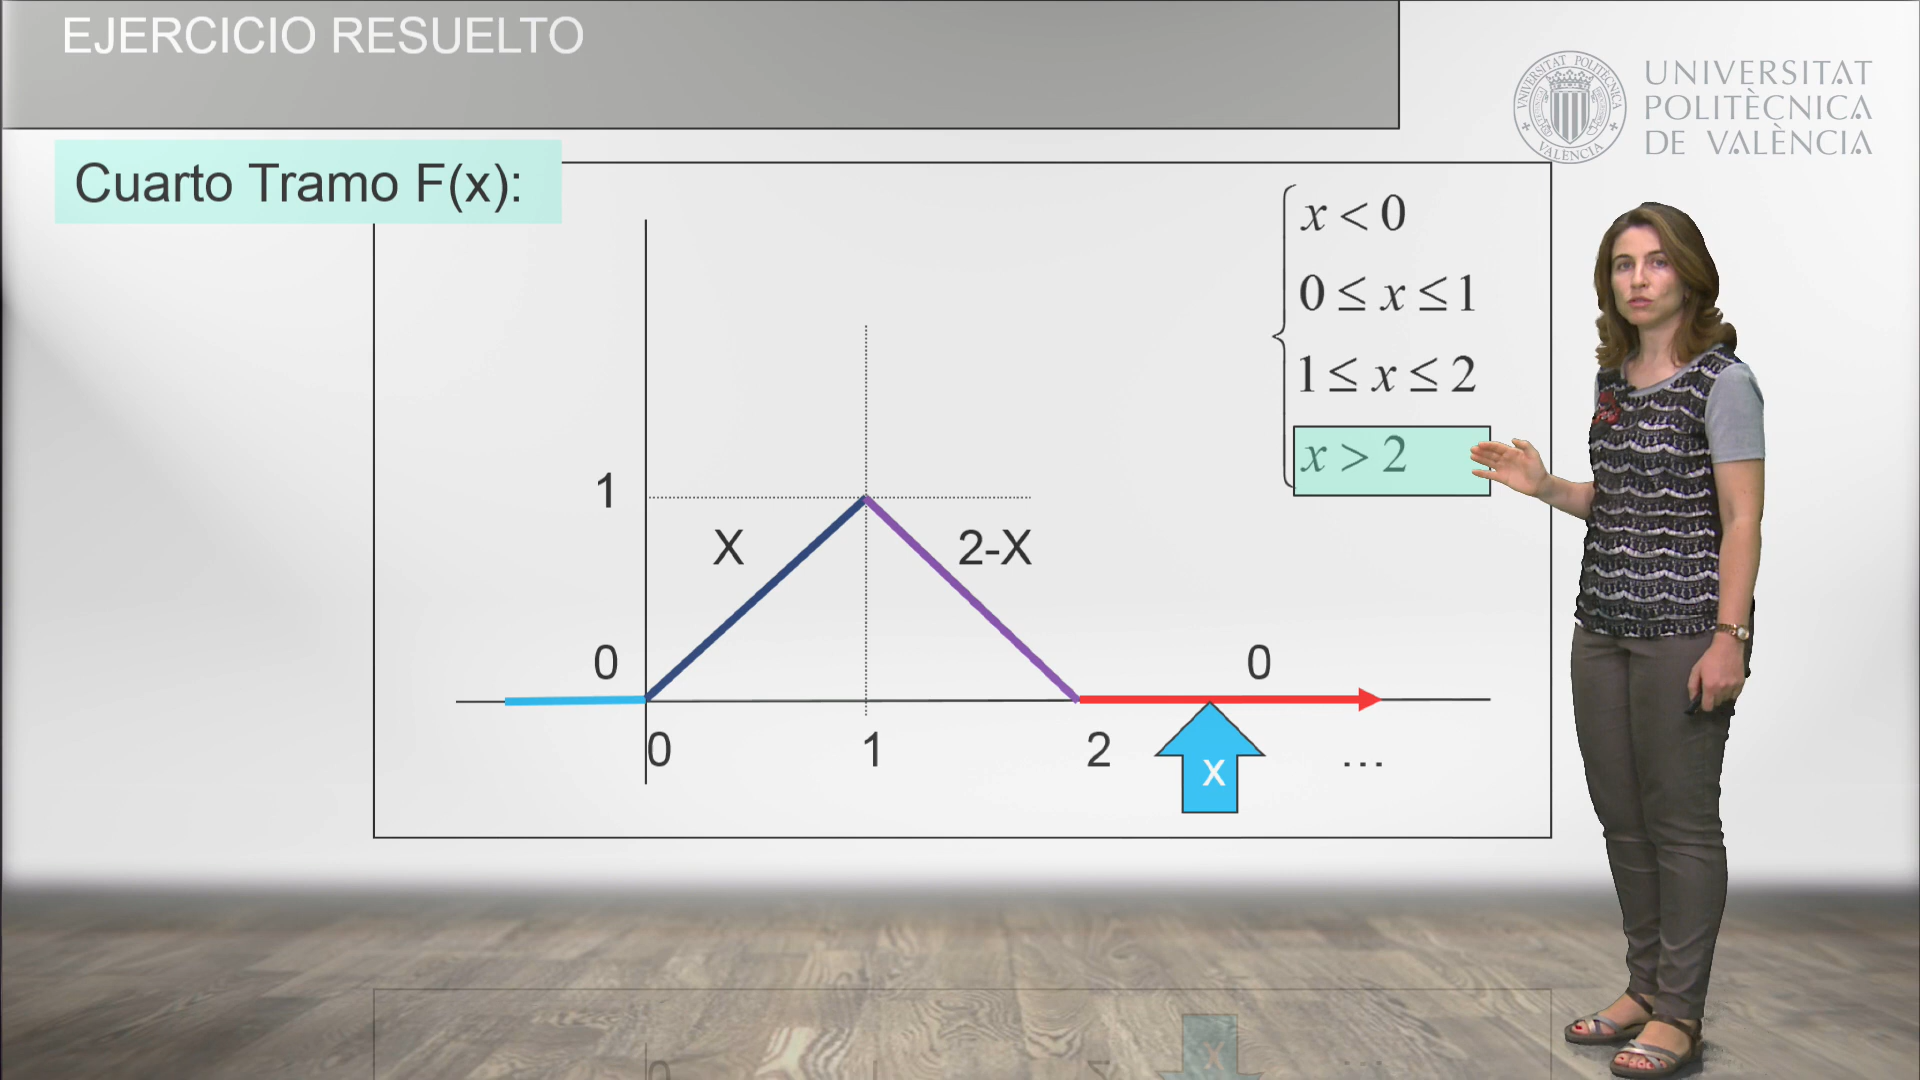 EJERCICIO RESUELTO
UNIVERSITAT
POLITÈCNICA
DE VALÈNCIA
Cuarto Tramo F(x):
x < 0
0 ≤ x ≤ 1
1 ≤ x ≤ 2
x > 2
1
X
2-X
0
0
0
1
2
...
x